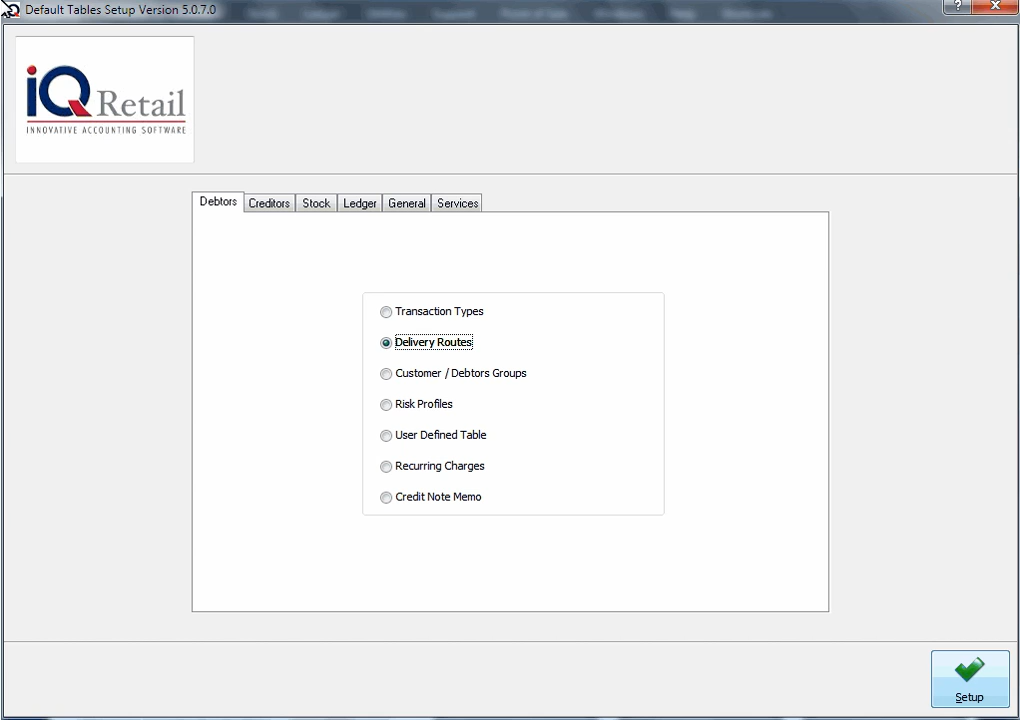 Default Tables Setup Version 5.0.7.0
?
X
iQ Retail
INNOVATIVE ACCOUNTING SOFTWARE
Debtors Creditors Stock Ledger General Services
Transaction Types
Delivery Routes
Customer / Debtors Groups
Risk Profiles
User Defined Table
Recurring Charges
Credit Note Memo
Setup